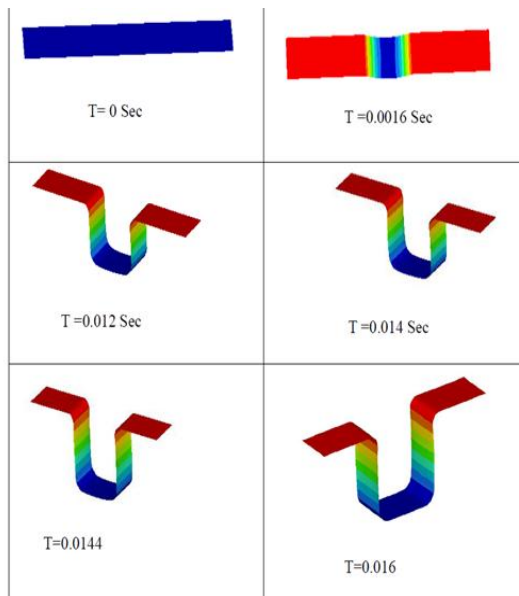 T= 0 Sec
T =0.0016 Sec
T =0.012 Sec
T =0.014 Sec
T=0.0144
T=0.016